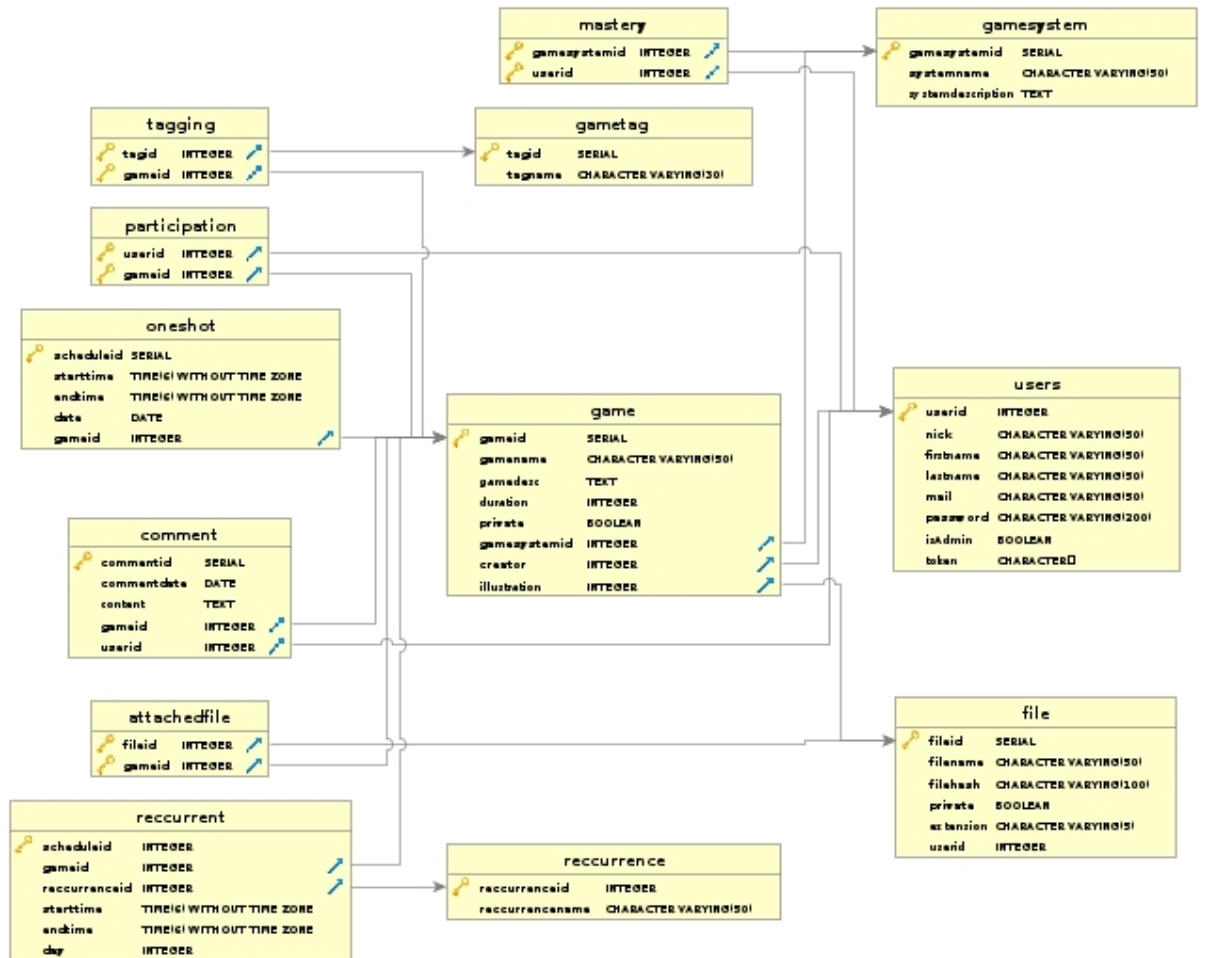 mastery
gamesystemid INTEGER
userid INTEGER
gamesystem
gamesystemid SERIAL
systemname CHARACTER VARYING(50)
systemdescription TEXT
tagging
tagid INTEGER
gameid INTEGER
gametag
tagid SERIAL
tagname CHARACTER VARYING(30)
participation
userid INTEGER
gameid INTEGER
oneshot
scheduleid SERIAL
starttime TIME(6) WITHOUT TIME ZONE
endtime TIME(6) WITHOUT TIME ZONE
date DATE
gameid INTEGER
game
gameid SERIAL
gamename CHARACTER VARYING(50)
gamedesc TEXT
duration INTEGER
private BOOLEAN
gamesystemid INTEGER
creator INTEGER
illustration INTEGER
users
userid INTEGER
nick CHARACTER VARYING(50)
firstname CHARACTER VARYING(50)
lastname CHARACTER VARYING(50)
mail CHARACTER VARYING(50)
password CHARACTER VARYING(200)
isAdmin BOOLEAN
token CHARACTER[]
comment
commentid SERIAL
commentdate DATE
content TEXT
gameid INTEGER
userid INTEGER
attachedfile
fileid INTEGER
gameid INTEGER
file
fileid SERIAL
filename CHARACTER VARYING(50)
filehash CHARACTER VARYING(100)
private BOOLEAN
extension CHARACTER VARYING(5)
userid INTEGER
reccurrent
scheduleid INTEGER
gameid INTEGER
reccurrenceid INTEGER
starttime TIME(6) WITHOUT TIME ZONE
endtime TIME(6) WITHOUT TIME ZONE
day INTEGER
reccurrence
reccurrenceid INTEGER
reccurrencename CHARACTER VARYING(50)